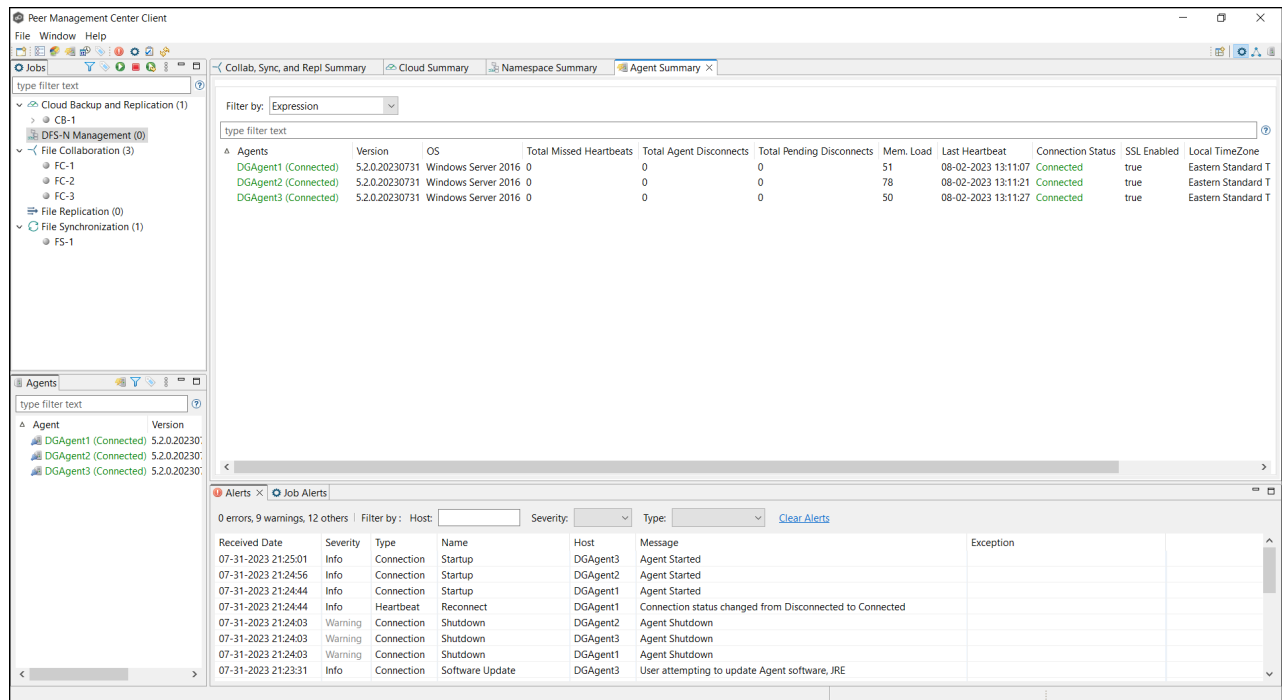 Peer Management Center Client
File Window Help
Jobs
type filter text
Cloud Backup and Replication (1)
CB-1
DFS-N Management (0)
File Collaboration (3)
FC-1
FC-2
FC-3
File Replication (0)
File Synchronization (1)
FS-1
Agents
type filter text
Agent Version
DGAgent1 (Connected) 5.2.0.20230
DGAgent2 (Connected) 5.2.0.20230
DGAgent3 (Connected) 5.2.0.20230
Collab, Sync, and Repl Summary Cloud Summary Namespace Summary Agent Summary
Filter by: Expression
type filter text
Agents Version OS Total Missed Heartbeats Total Agent Disconnects Total Pending Disconnects Mem. Load Last Heartbeat Connection Status SSL Enabled Local TimeZone
DGAgent1 (Connected) 5.2.0.20230731 Windows Server 2016 0 0 0 51 08-02-2023 13:11:07 Connected true Eastern Standard T
DGAgent2 (Connected) 5.2.0.20230731 Windows Server 2016 0 0 0 78 08-02-2023 13:11:21 Connected true Eastern Standard T
DGAgent3 (Connected) 5.2.0.20230731 Windows Server 2016 0 0 0 50 08-02-2023 13:11:27 Connected true Eastern Standard T
Alerts Job Alerts
0 errors, 9 warnings, 12 others Filter by : Host: Severity: Type: Clear Alerts
Received Date Severity Type Name Host Message Exception
07-31-2023 21:25:01 Info Connection Startup DGAgent3 Agent Started
07-31-2023 21:24:56 Info Connection Startup DGAgent2 Agent Started
07-31-2023 21:24:44 Info Connection Startup DGAgent1 Agent Started
07-31-2023 21:24:44 Info Heartbeat Reconnect DGAgent1 Connection status changed from Disconnected to Connected
07-31-2023 21:24:03 Warning Connection Shutdown DGAgent2 Agent Shutdown
07-31-2023 21:24:03 Warning Connection Shutdown DGAgent3 Agent Shutdown
07-31-2023 21:24:03 Warning Connection Shutdown DGAgent1 Agent Shutdown
07-31-2023 21:23:31 Info Connection Software Update DGAgent3 User attempting to update Agent software, JRE